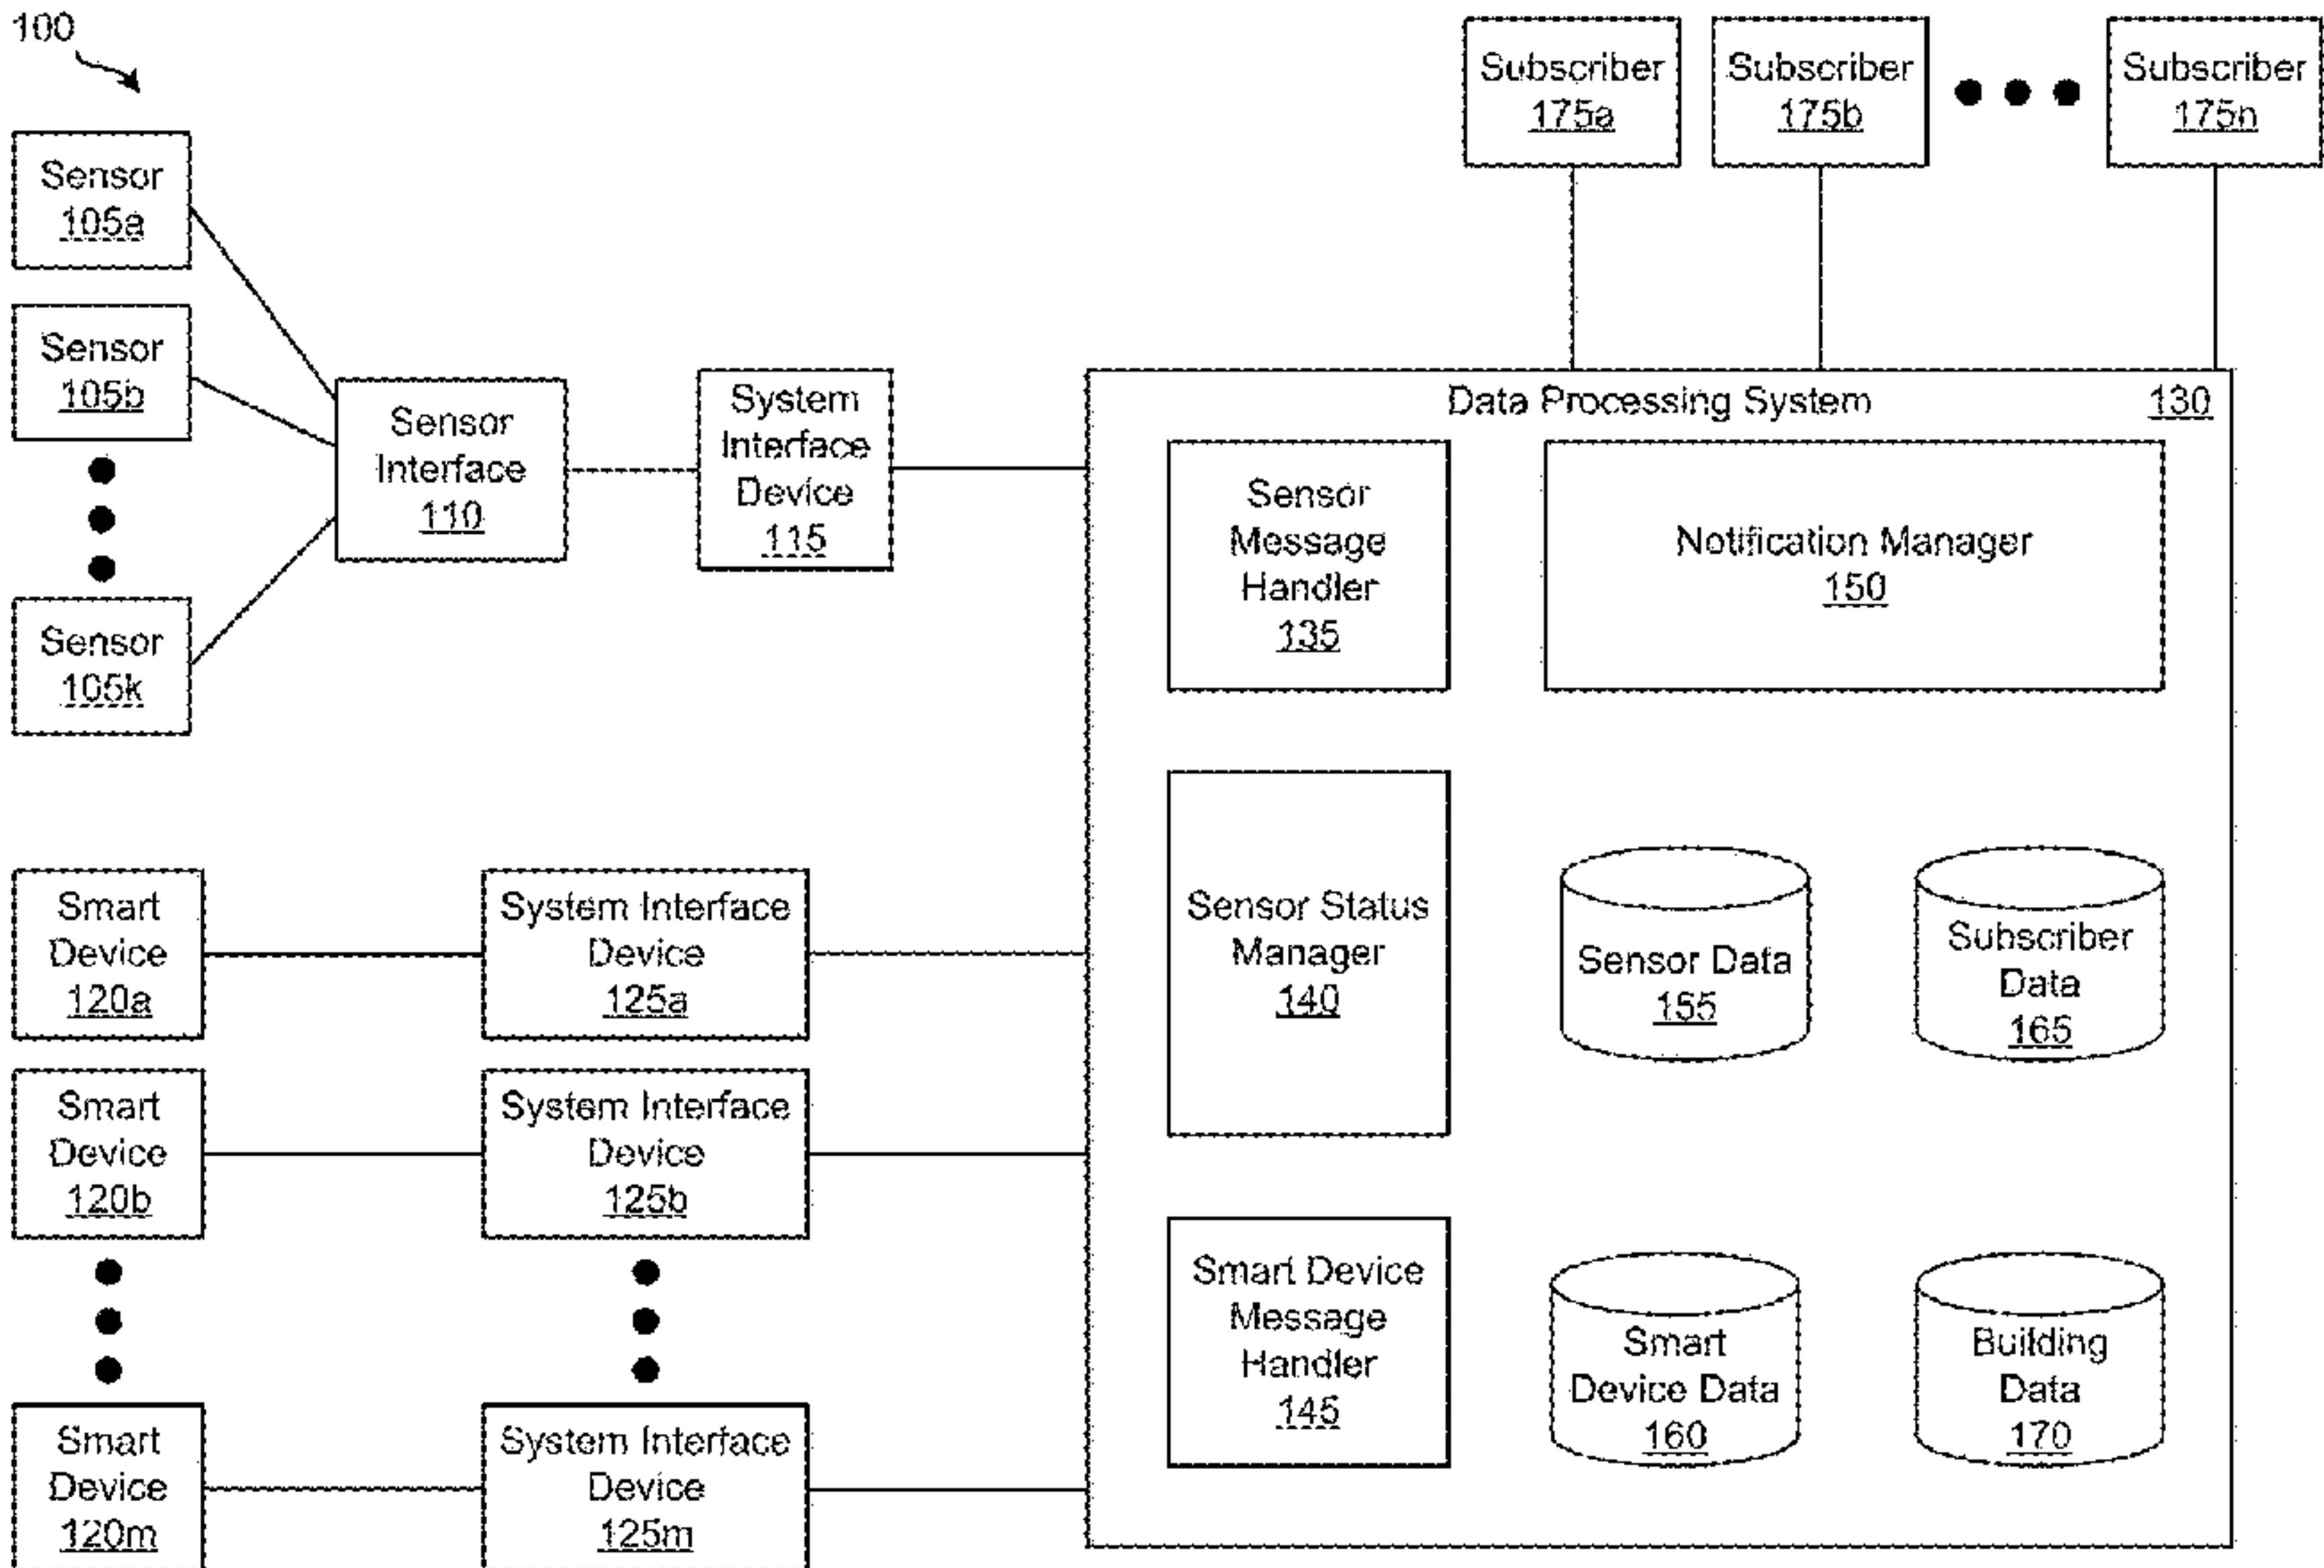 100
Subscriber
175a
Subscriber
175b
Subscriber
175n
Sensor
105a
Sensor
105b
Sensor
105k
Sensor
Interface
110
System
Interface
Device
115
Data Processing System
130
Sensor
Message
Handler
135
Notification Manager
150
Sensor Status
Manager
140
Sensor Data
155
Subscriber
Data
165
Smart
Device
120a
System Interface
Device
125a
Smart
Device
120b
System Interface
Device
125b
Smart Device
Message
Handler
145
Smart
Device Data
160
Building
Data
170
Smart
Device
120m
System Interface
Device
125m